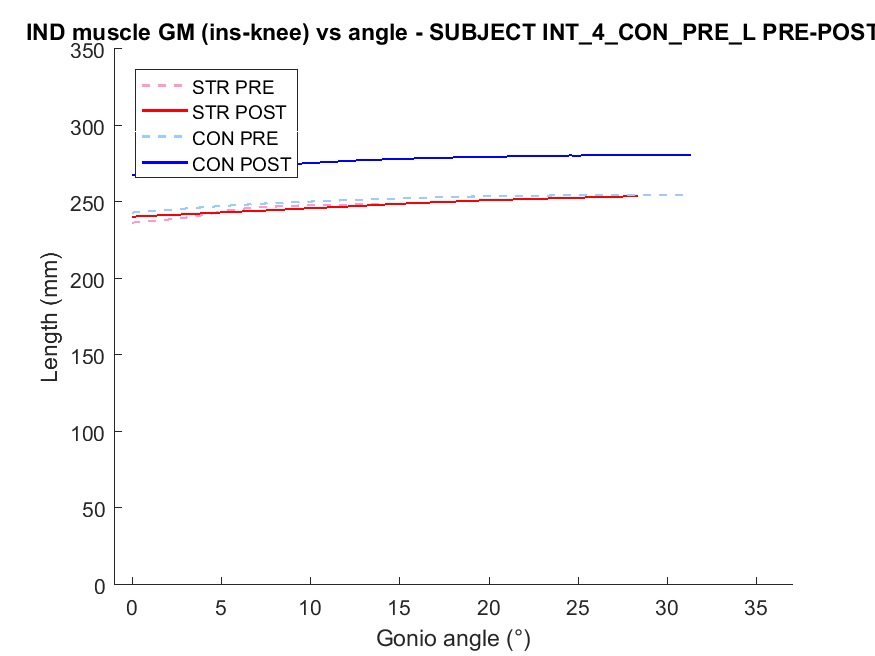 IND muscle GM (ins-knee) vs angle - SUBJECT INT_4_CON_PRE_L PRE-POST
350
300
250
200
150
100
50
0
Length (mm)
STR PRE
STR POST
CON PRE
CON POST
0 5 10 15 20 25 30 35
Gonio angle (°)